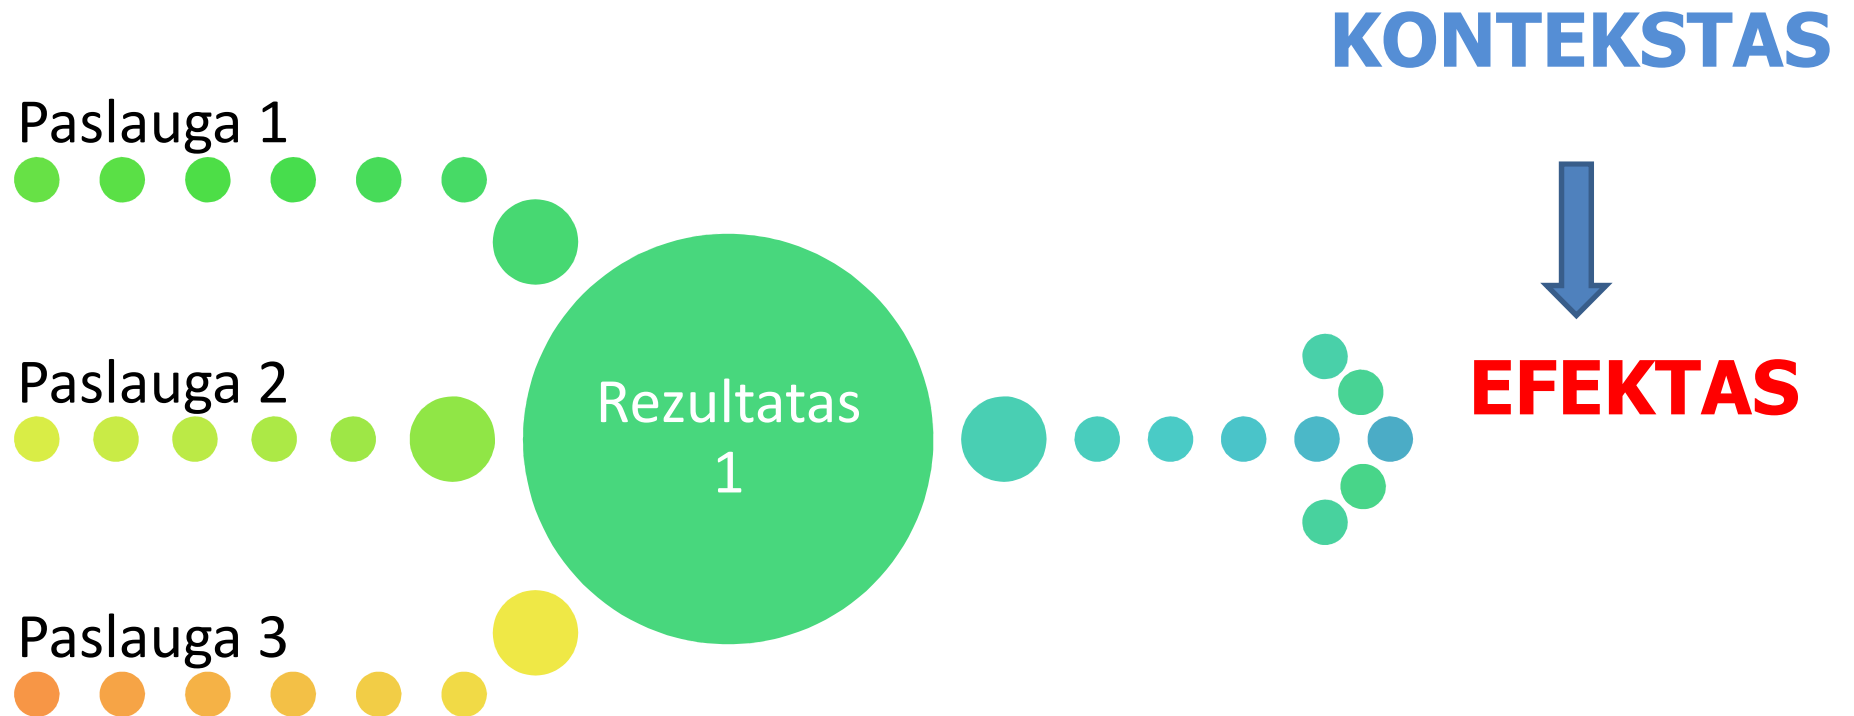 KONTEKSTAS
Paslauga 1
Paslauga 2
EFEKTAS
Rezultatas
1
Paslauga 3